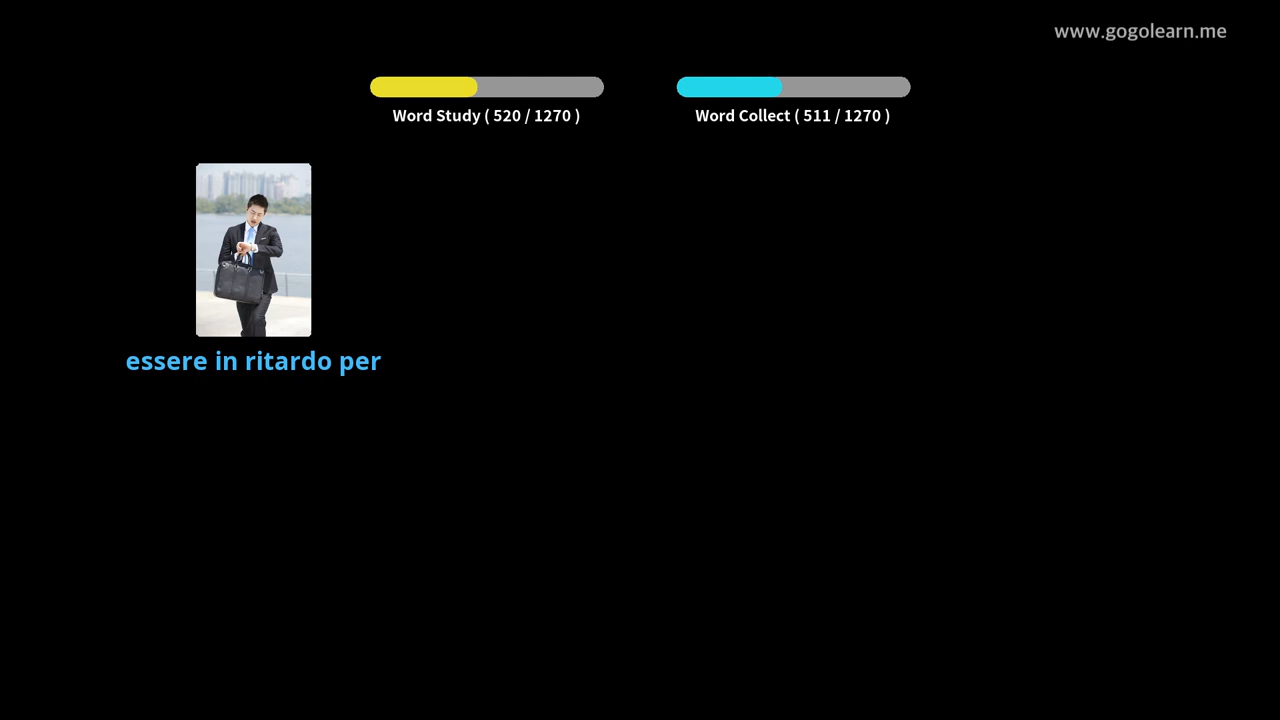 www.gogolearn.me
Word Study ( 520 / 1270 )
Word Collect ( 511 / 1270 )
essere in ritardo per